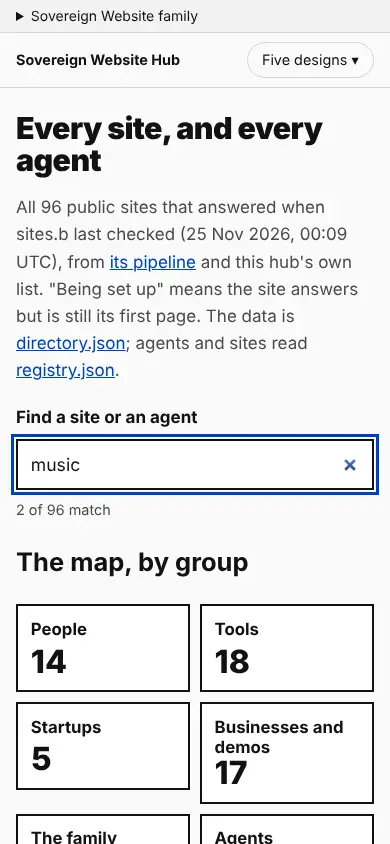 ▶ Sovereign Website family
Sovereign Website Hub
Five designs ▾
Every site, and every
agent
All 96 public sites that answered when
sites.b last checked (25 Nov 2026, 00:09
UTC), from its pipeline and this hub's own
list. "Being set up" means the site answers
but is still its first page. The data is
directory.json; agents and sites read
registry.json.
Find a site or an agent
music
2 of 96 match
The map, by group
People
14
Tools
18
Startups
5
Businesses and
demos
17
The family
Agents